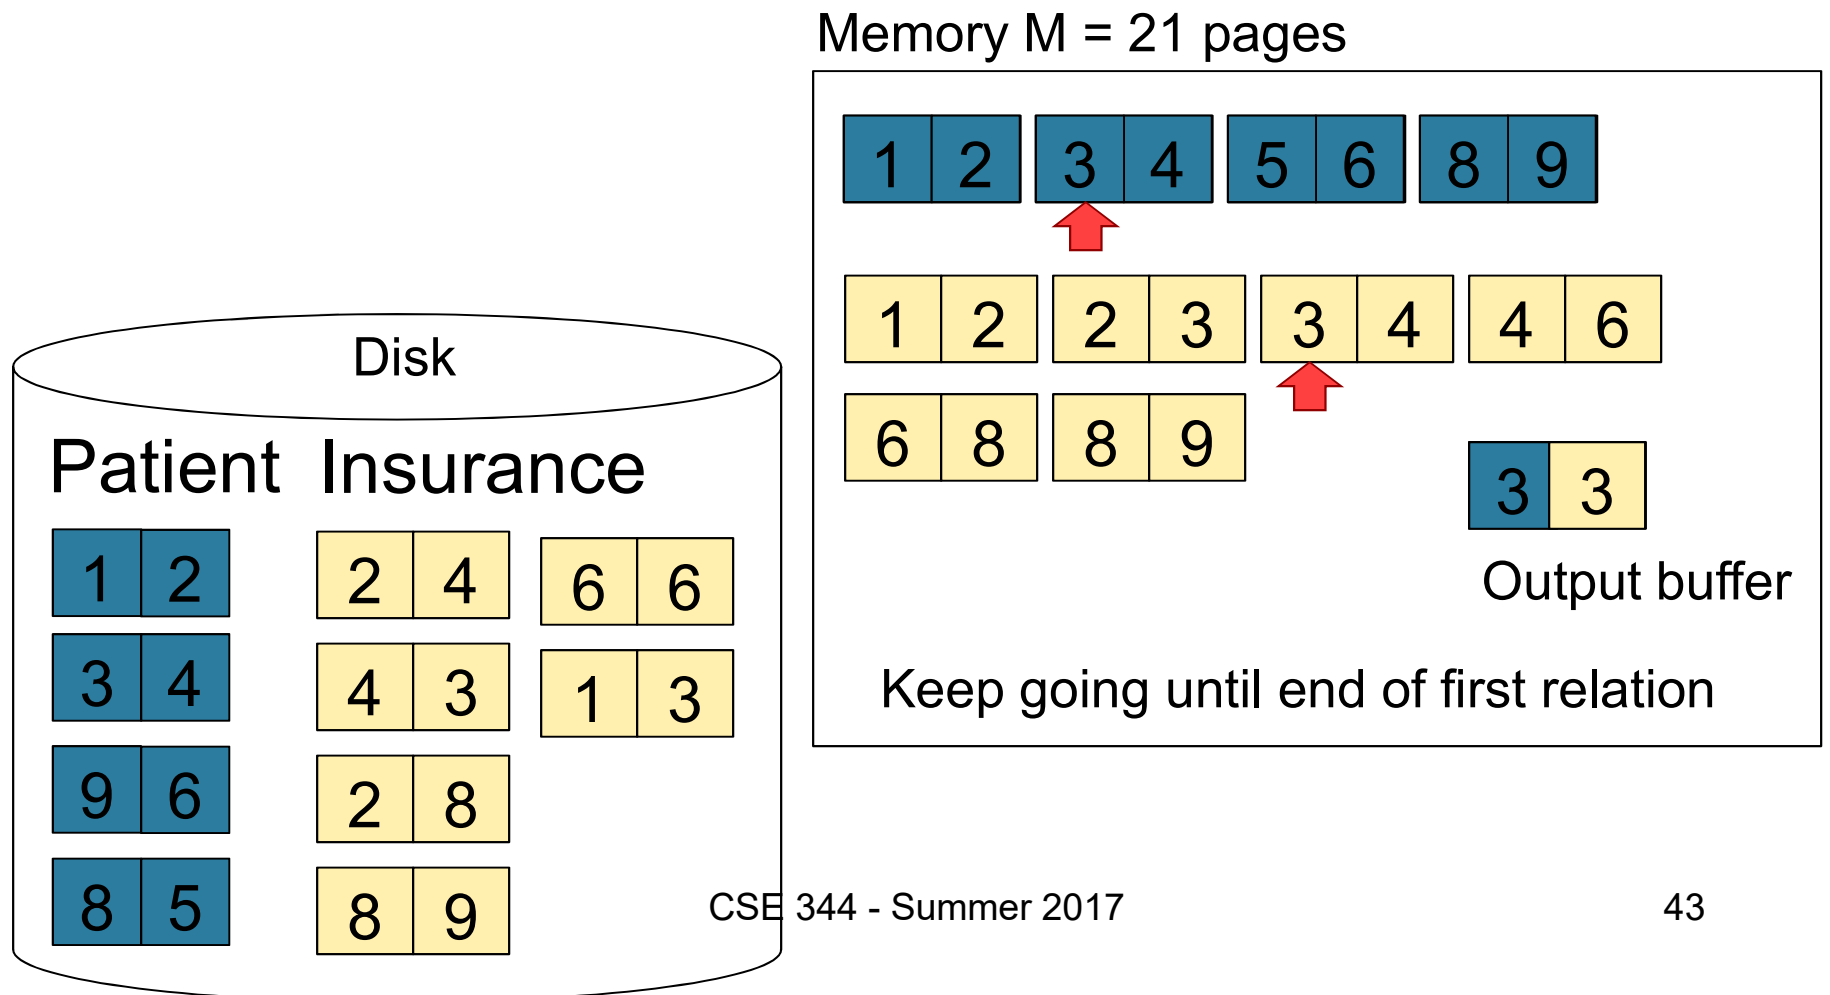 Memory M = 21 pages
1 2 3 4 5 6 8 9
1 2 2 3 3 4 4 6
6 8 8 9
3 3
Output buffer
Keep going until end of first relation
Disk
Patient Insurance
1 2 2 4 6 6
3 4 4 3 1 3
9 6 2 8
8 5 8 9
CSE 344 - Summer 2017 43